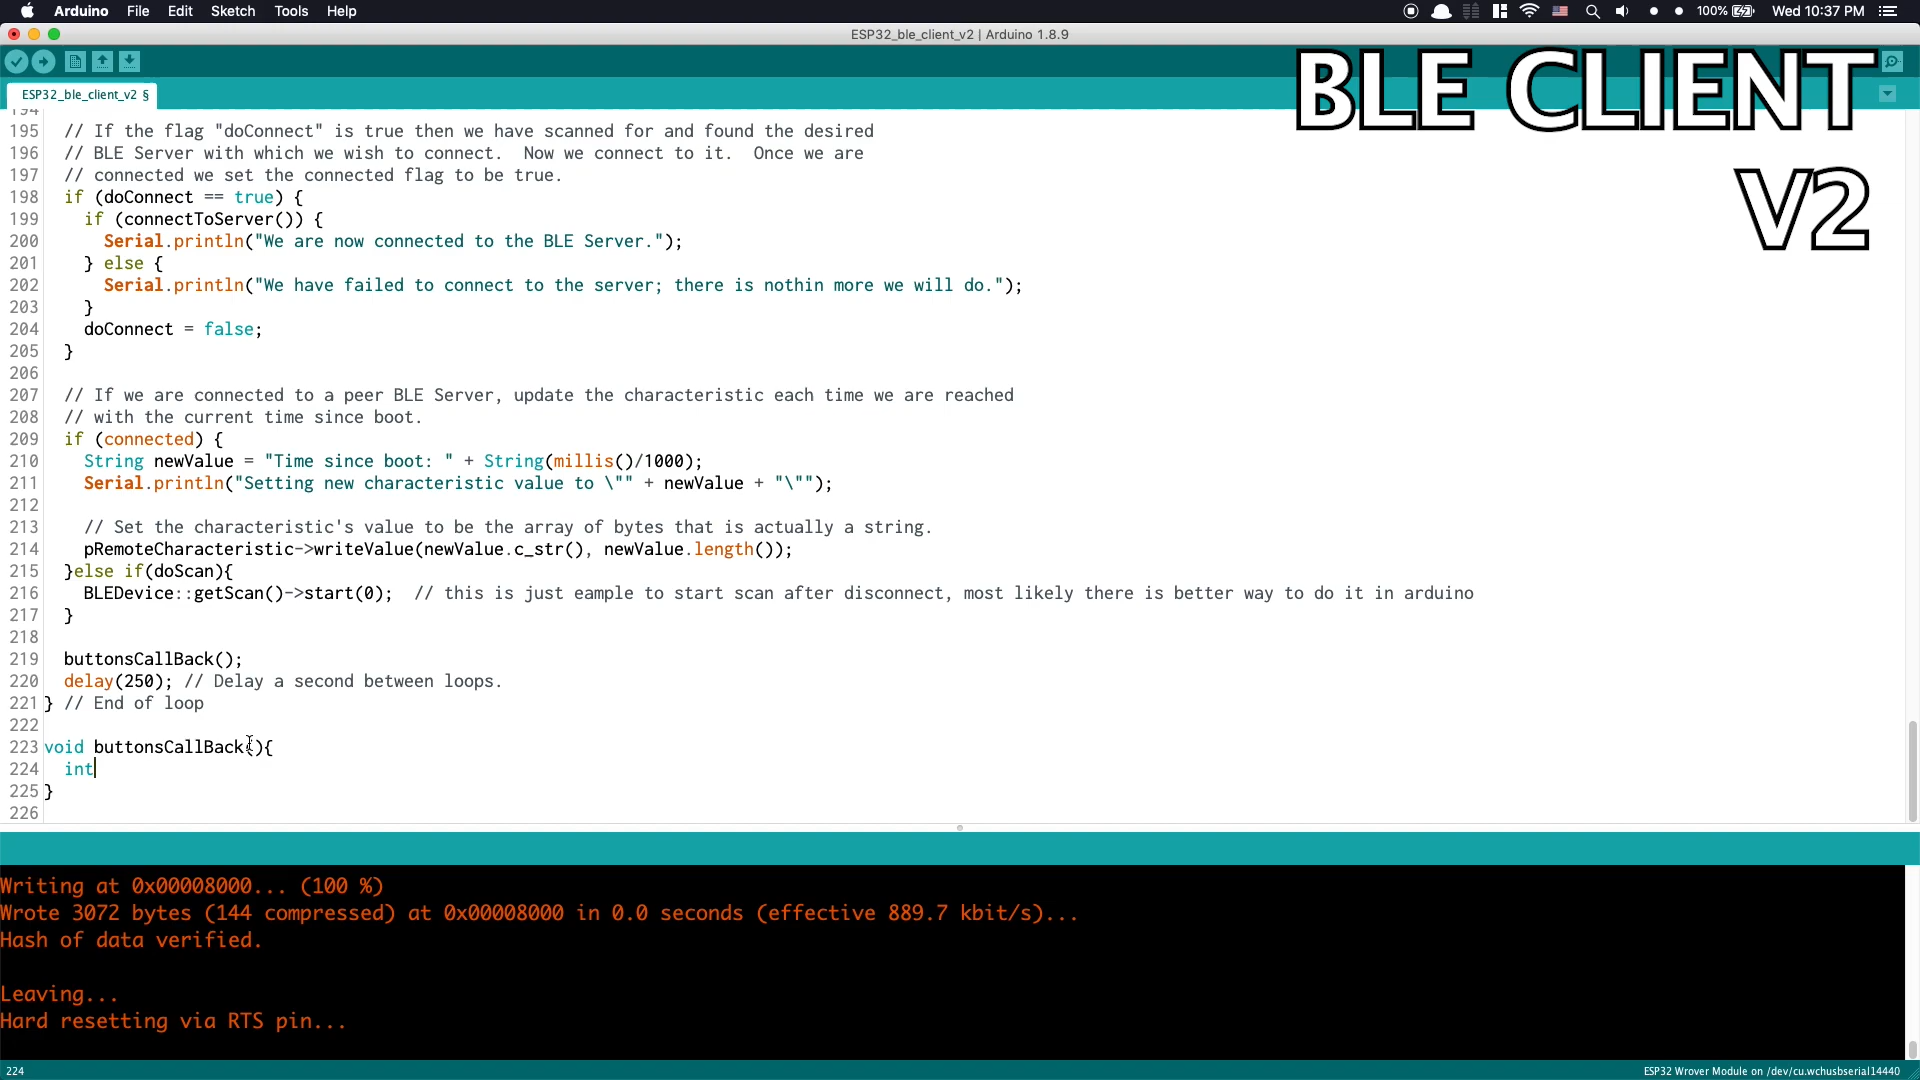 Arduino File Edit Sketch Tools Help 100% Wed 10:37 PM
ESP32_ble_client_v2 | Arduino 1.8.9
BLE CLIENT
V2
ESP32_ble_client_v2 §
194
195 // If the flag "doConnect" is true then we have scanned for and found the desired
196 // BLE Server with which we wish to connect.  Now we connect to it.  Once we are
197 // connected we set the connected flag to be true.
198 if (doConnect == true) {
199 if (connectToServer()) {
200 Serial.println("We are now connected to the BLE Server.");
201 } else {
202 Serial.println("We have failed to connect to the server; there is nothin more we will do.");
203 }
204 doConnect = false;
205 }
206
207 // If we are connected to a peer BLE Server, update the characteristic each time we are reached
208 // with the current time since boot.
209 if (connected) {
210 String newValue = "Time since boot: " + String(millis()/1000);
211 Serial.println("Setting new characteristic value to \"" + newValue + "\"");
212
213 // Set the characteristic's value to be the array of bytes that is actually a string.
214 pRemoteCharacteristic->writeValue(newValue.c_str(), newValue.length());
215 }else if(doScan){
216 BLEDevice::getScan()->start(0);  // this is just eample to start scan after disconnect, most likely there is better way to do it in arduino
217 }
218
219 buttonsCallBack();
220 delay(250); // Delay a second between loops.
221 } // End of loop
222
223 void buttonsCallBack(){
224 int
225 }
226
Writing at 0x00008000... (100 %)
Wrote 3072 bytes (144 compressed) at 0x00008000 in 0.0 seconds (effective 889.7 kbit/s)...
Hash of data verified.
Leaving...
Hard resetting via RTS pin...
224 ESP32 Wrover Module on /dev/cu.wchusbserial14440